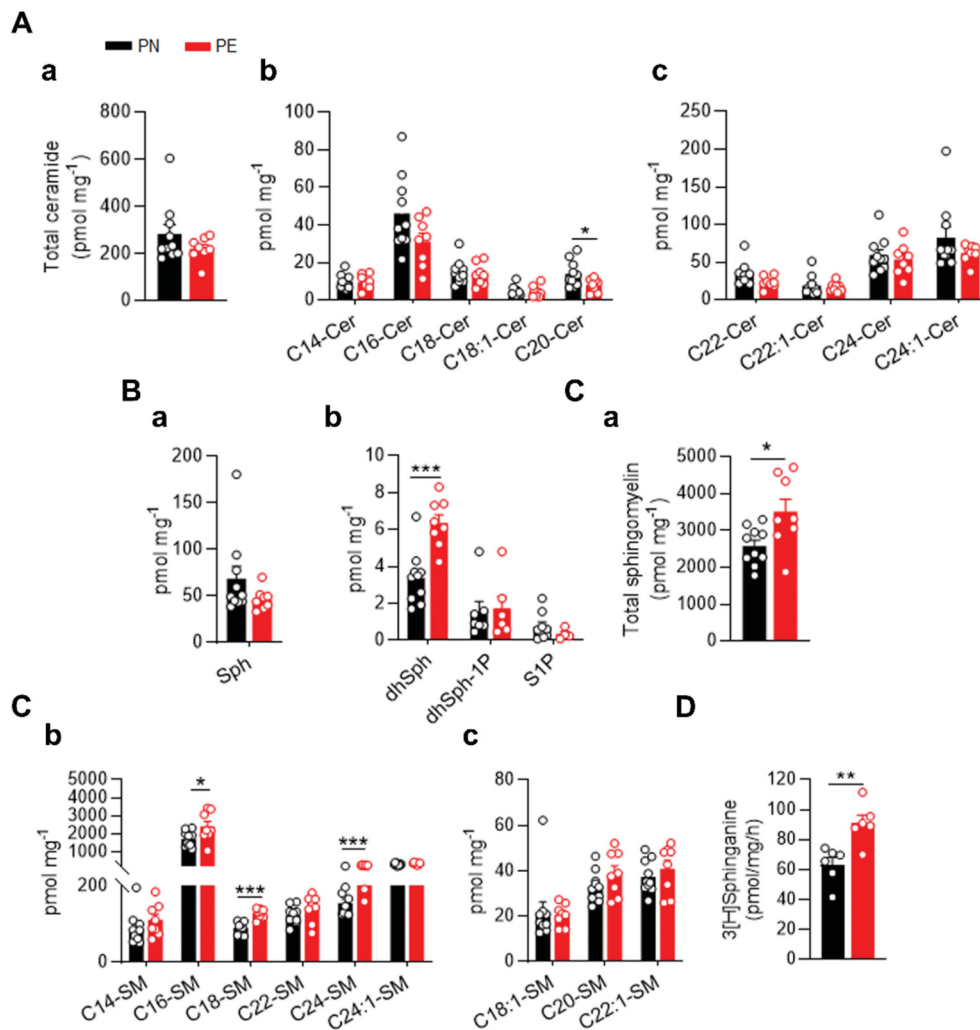 A
PN PE
a
b
c
Total ceramide
(pmol mg-1)
800
600
400
200
0
pmol mg-1
100
80
60
40
20
0
*
C14-Cer
C16-Cer
C18-Cer
C18:1-Cer
C20-Cer
pmol mg-1
250
200
150
100
50
0
C22-Cer
C22:1-Cer
C24-Cer
C24:1-Cer
B
a
b
pmol mg-1
200
150
100
50
0
Sph
pmol mg-1
8
6
4
2
0
***
dhSph
dhSph-1P
S1P
C
a
Total sphingomyelin
(pmol mg-1)
5000
4000
3000
2000
1000
0
*
C
b
c
pmol mg-1
5000
4000
3000
2000
1000
200
0
*
***
***
C14-SM
C16-SM
C18-SM
C22-SM
C24-SM
C24:1-SM
pmol mg-1
80
60
40
20
0
C18:1-SM
C20-SM
C22:1-SM
D
3[H]Sphinganine
(pmol/mg/h)
120
100
80
60
40
20
0
**